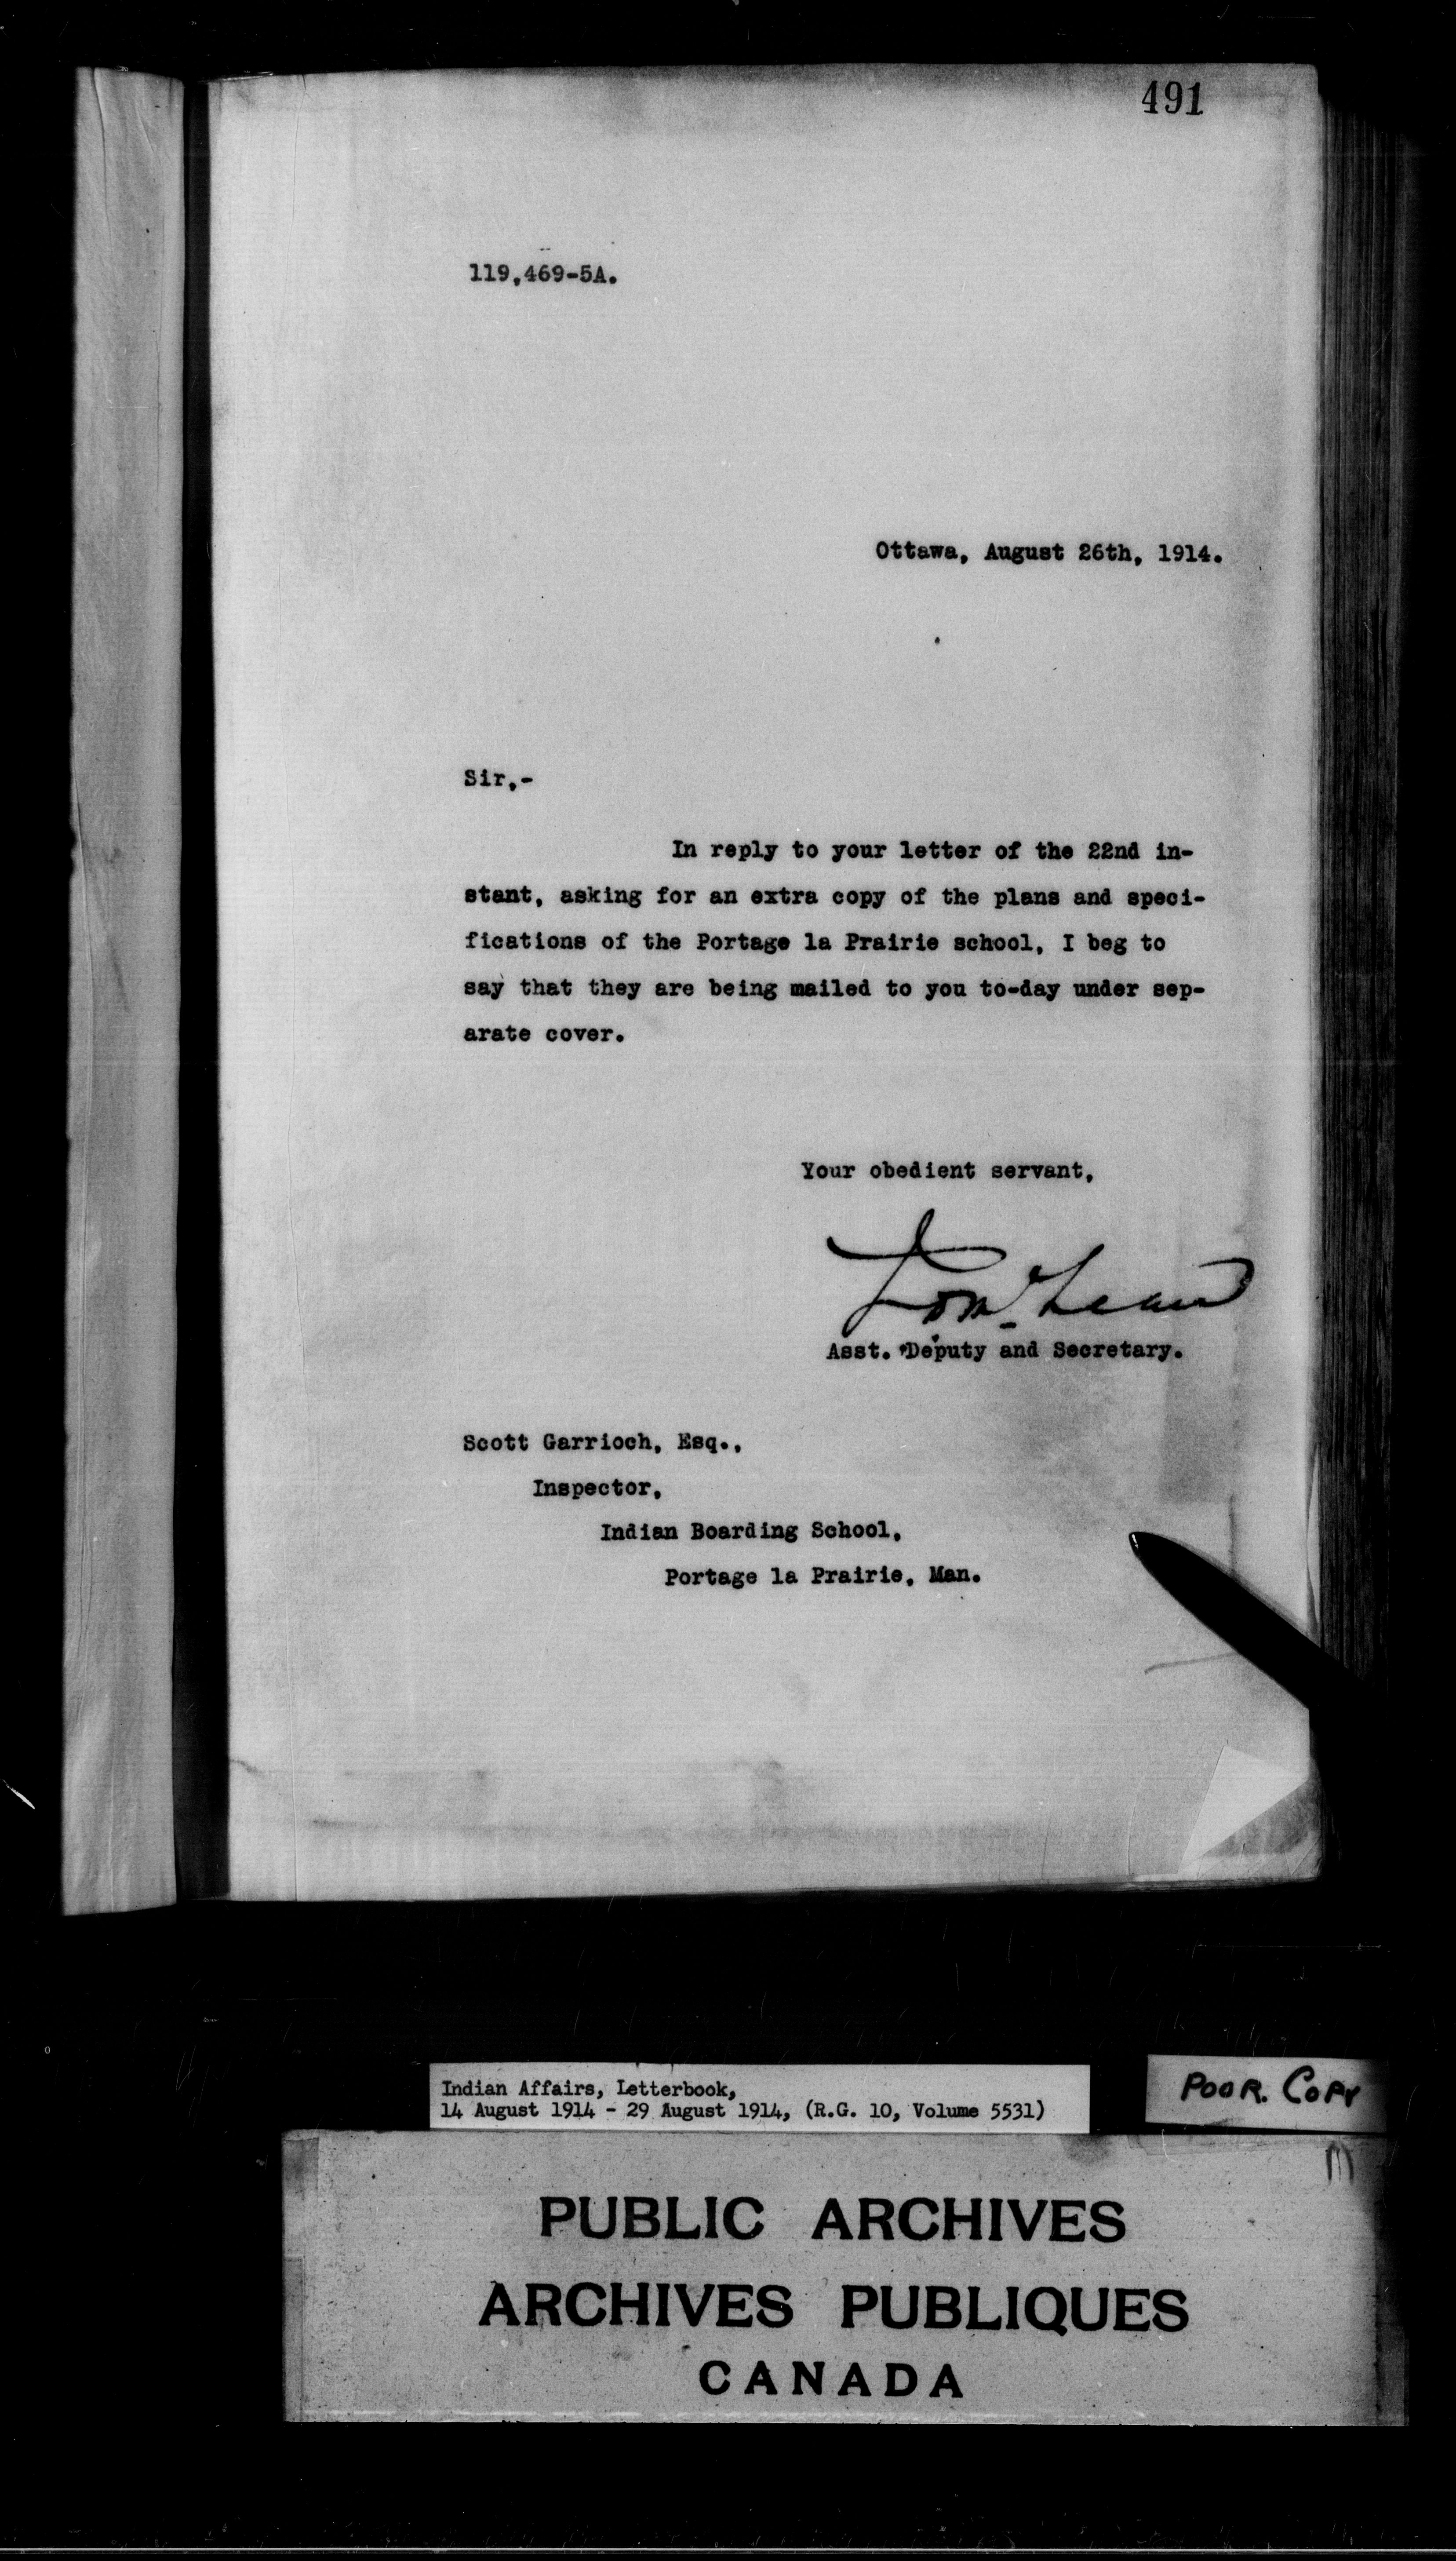 491
119,469-5A.
Ottawa, August 26th, 1914.
Sir,-
In reply to your letter of the 22nd in-
stant, asking for an extra copy of the plans and speci-
fications of the Portage la Prairie school, I beg to
say that they are being mailed to you to-day under sep-
arate cover.
Your obedient servant,
Asst. Deputy and Secretary.
Scott Garrioch, Esq.,
Inspector,
Indian Boarding School,
Portage la Prairie, Man.
Indian Affairs, Letterbook,
14 August 1914 - 29 August 1914, (R.G. 10, Volume 5531)
POOR. COPY
PUBLIC ARCHIVES
ARCHIVES PUBLIQUES
CANADA